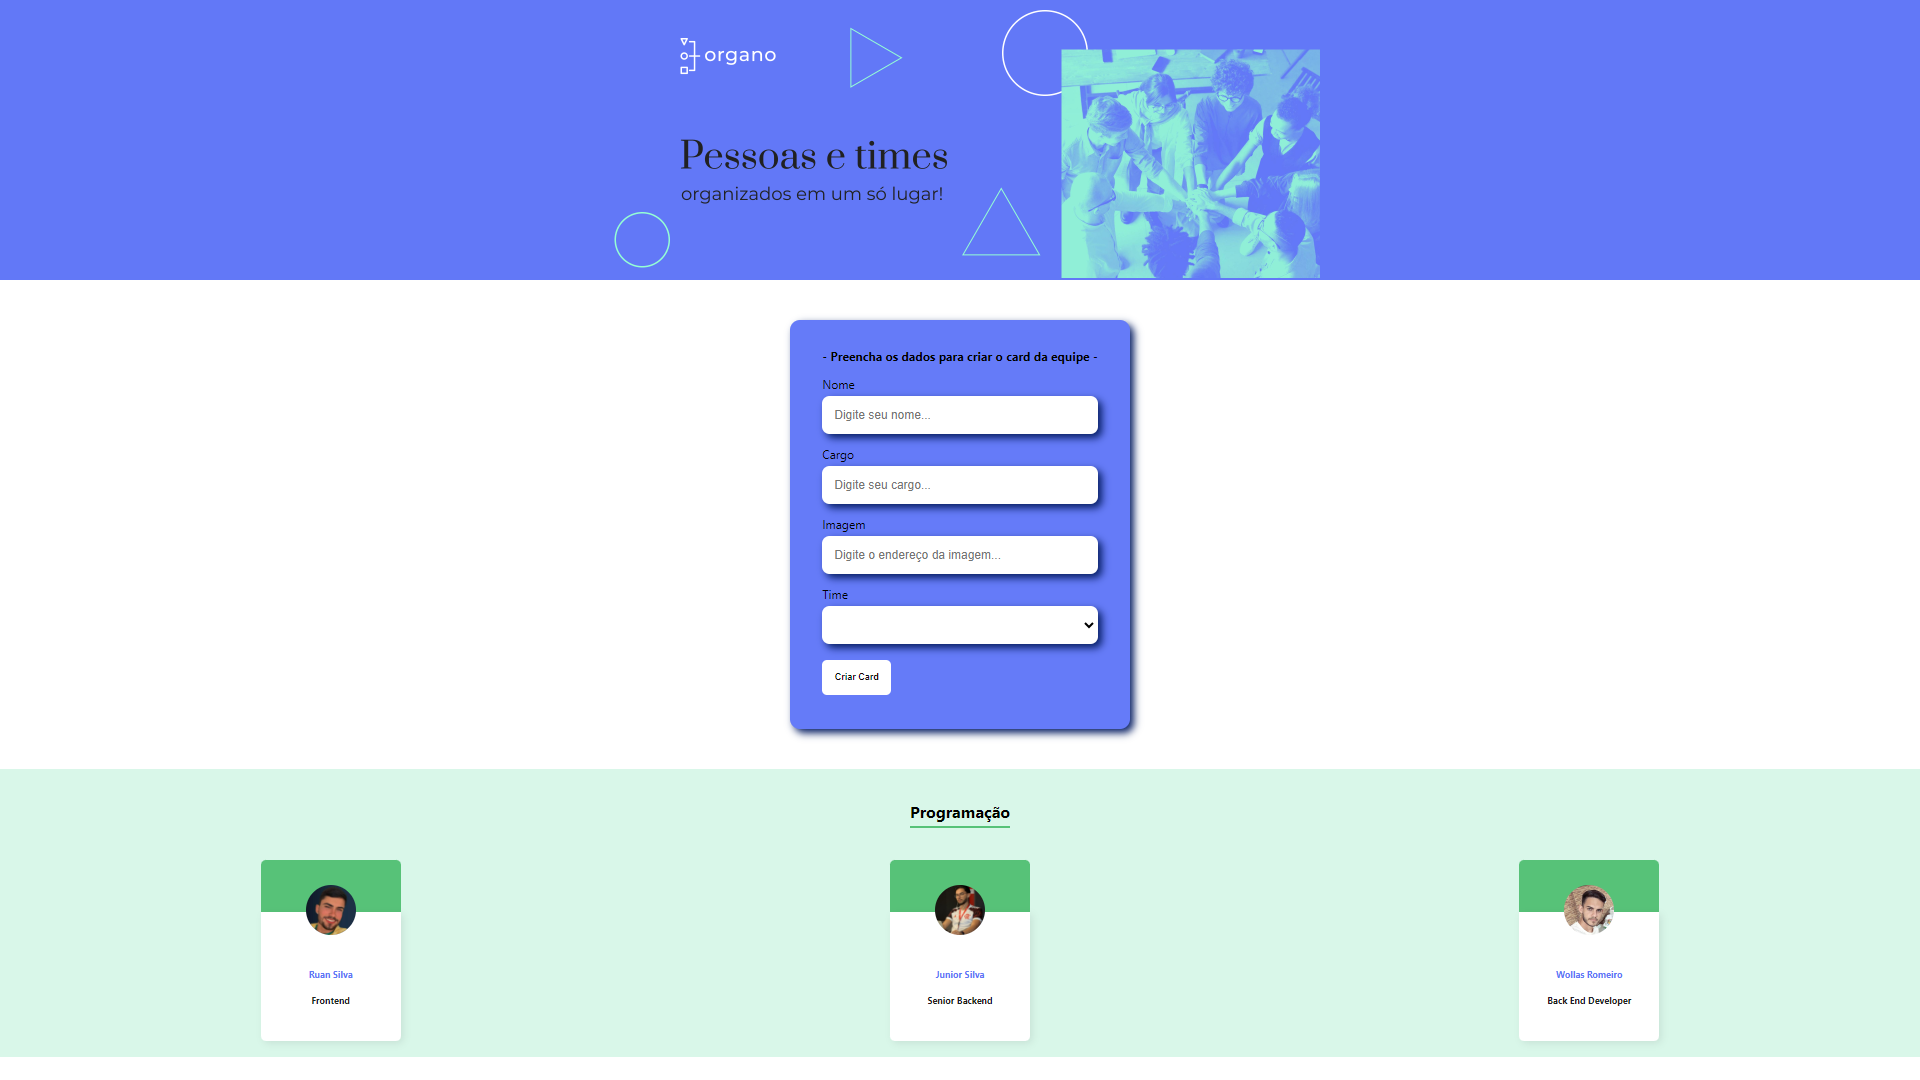 organo
Pessoas e times
organizados em um só lugar!
- Preencha os dados para criar o card da equipe -
Nome
Digite seu nome...
Cargo
Digite seu cargo...
Imagem
Digite o endereço da imagem...
Time
Criar Card
Programação
Ruan Silva
Frontend
Junior Silva
Senior Backend
Wollas Romeiro
Back End Developer